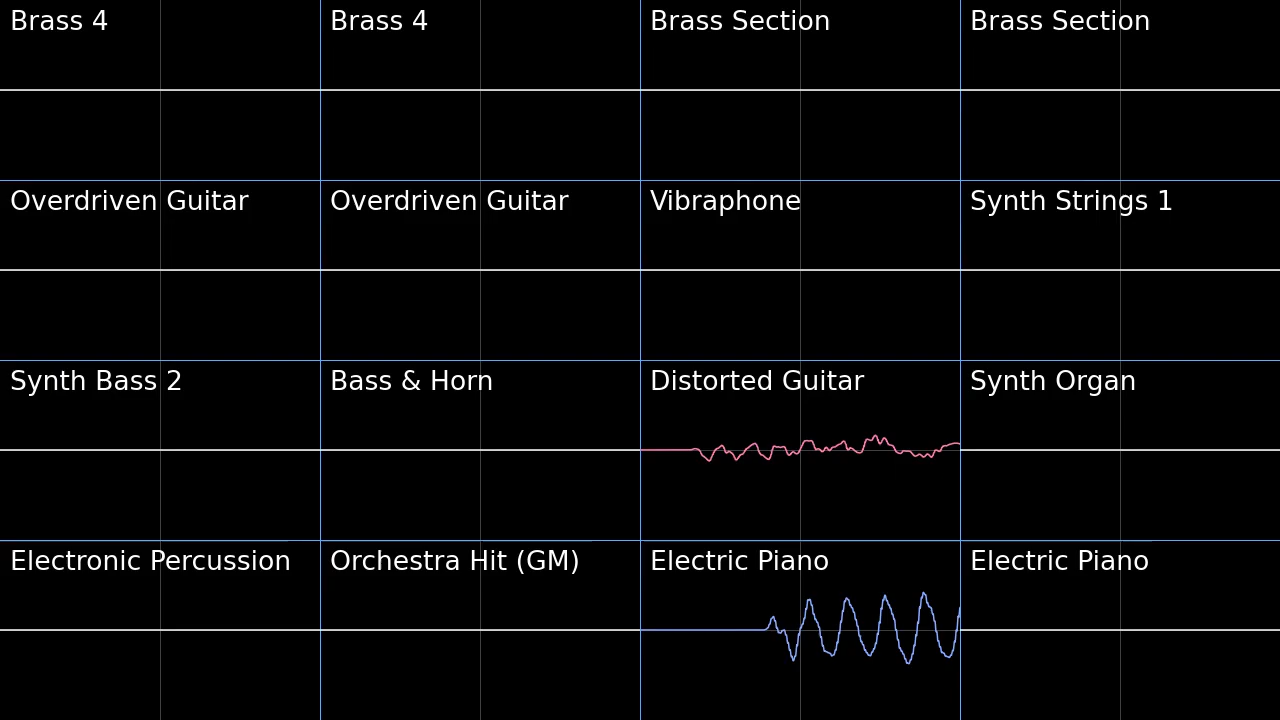 Brass 4
Brass 4
Brass Section
Brass Section
Overdriven Guitar
Overdriven Guitar
Vibraphone
Synth Strings 1
Synth Bass 2
Bass & Horn
Distorted Guitar
Synth Organ
Electronic Percussion
Orchestra Hit (GM)
Electric Piano
Electric Piano